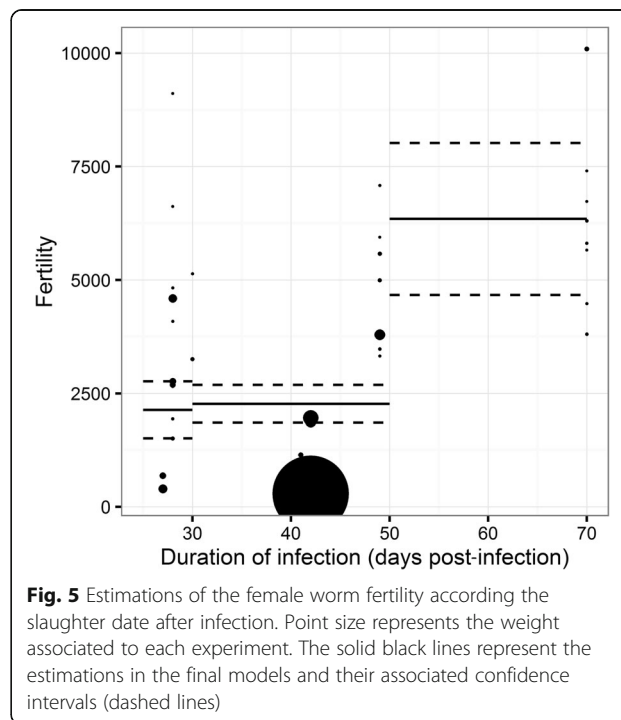 10000
7500
5000
2500
0
Fertility
30 40 50 60 70
Duration of infection (days post-infection)
Fig. 5 Estimations of the female worm fertility according the
slaughter date after infection. Point size represents the weight
associated to each experiment. The solid black lines represent the
estimations in the final models and their associated confidence
intervals (dashed lines)